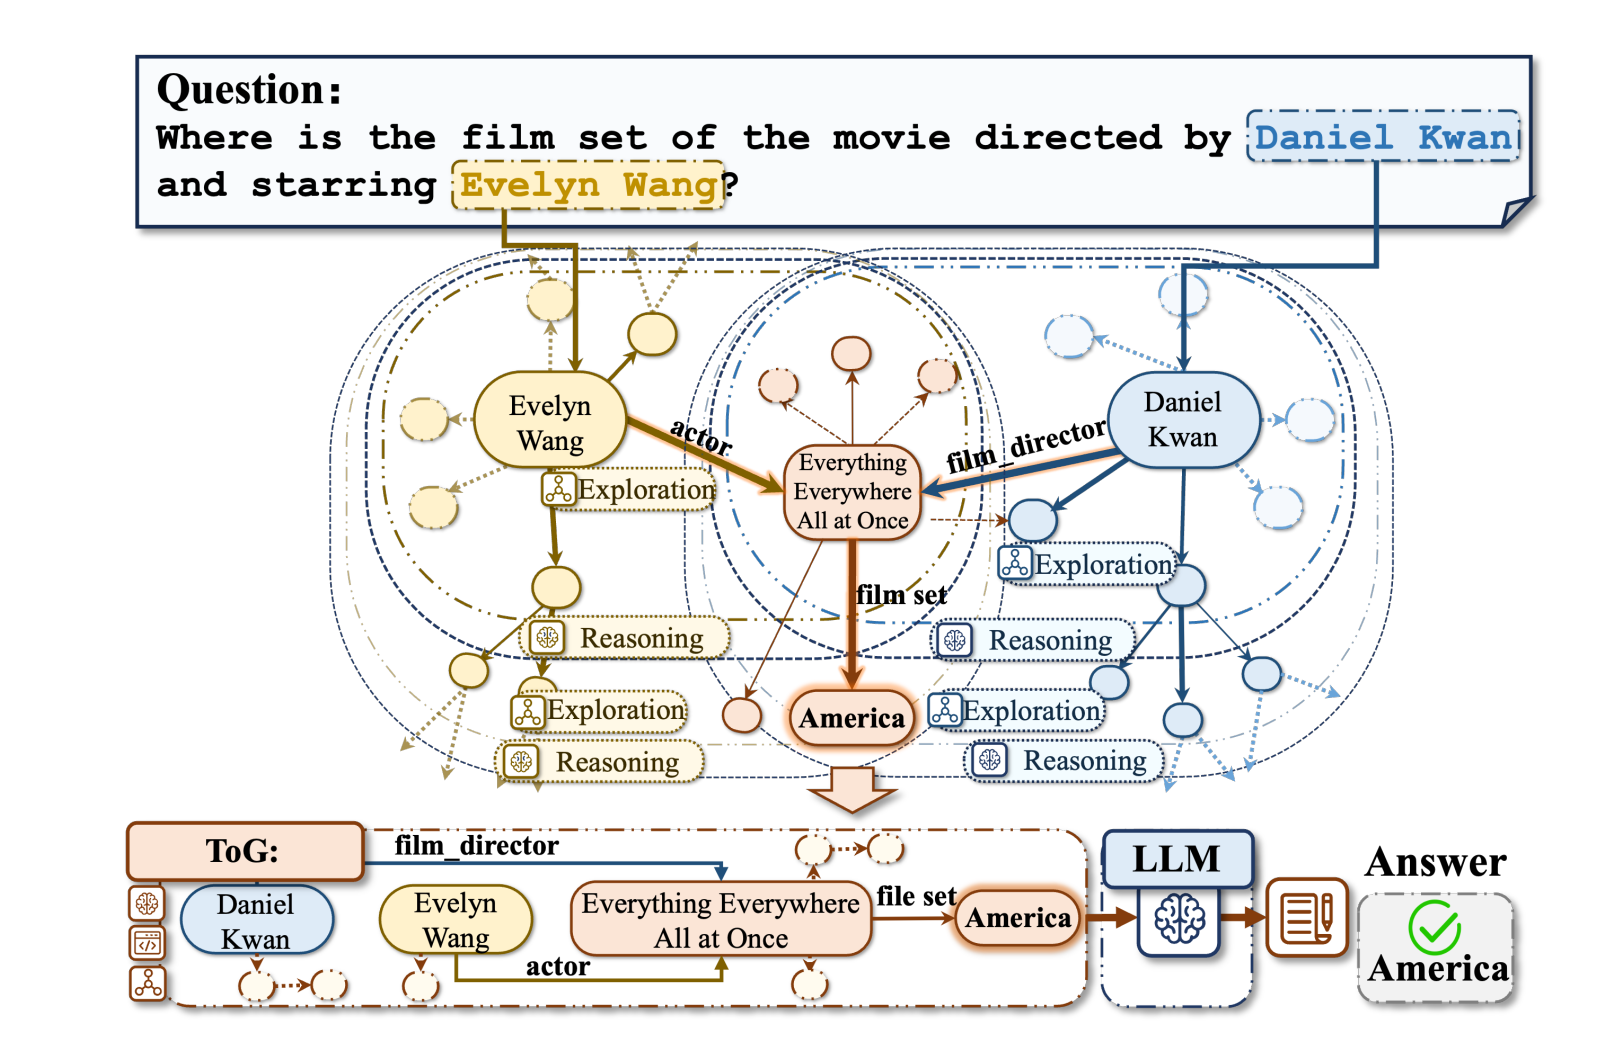 Question:
Where is the film set of the movie directed by Daniel Kwan
and starring Evelyn Wang?
Evelyn
Wang
actor
Everything
Everywhere
All at Once
film_director
Daniel
Kwan
Exploration
Exploration
film set
Reasoning
Reasoning
Exploration
America
Exploration
Reasoning
Reasoning
ToG:
film_director
Daniel
Kwan
Evelyn
Wang
actor
Everything Everywhere
All at Once
file set
America
LLM
Answer
America